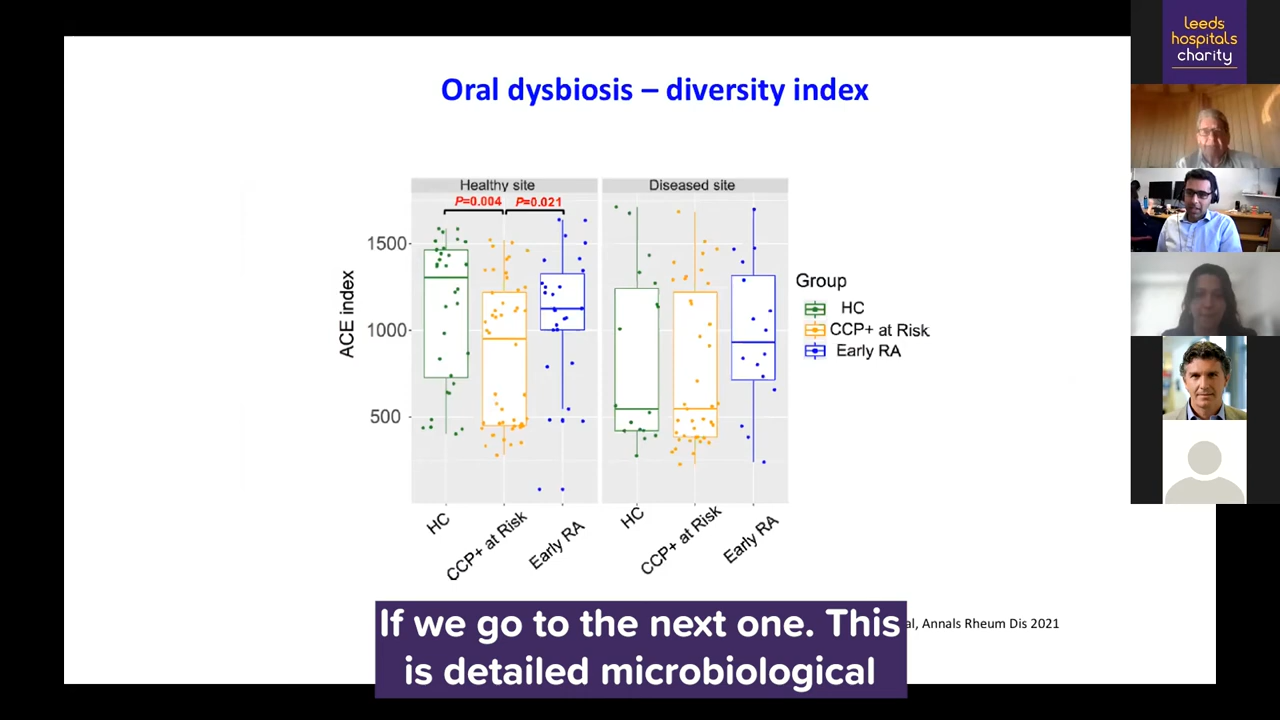 Oral dysbiosis – diversity index
leeds
hospitals
charity
Healthy site
Diseased site
P=0.004
P=0.021
ACE index
1500
1000
500
Group
HC
CCP+ at Risk
Early RA
HC
CCP+ at Risk
Early RA
HC
CCP+ at Risk
Early RA
al, Annals Rheum Dis 2021
If we go to the next one. This
is detailed microbiological